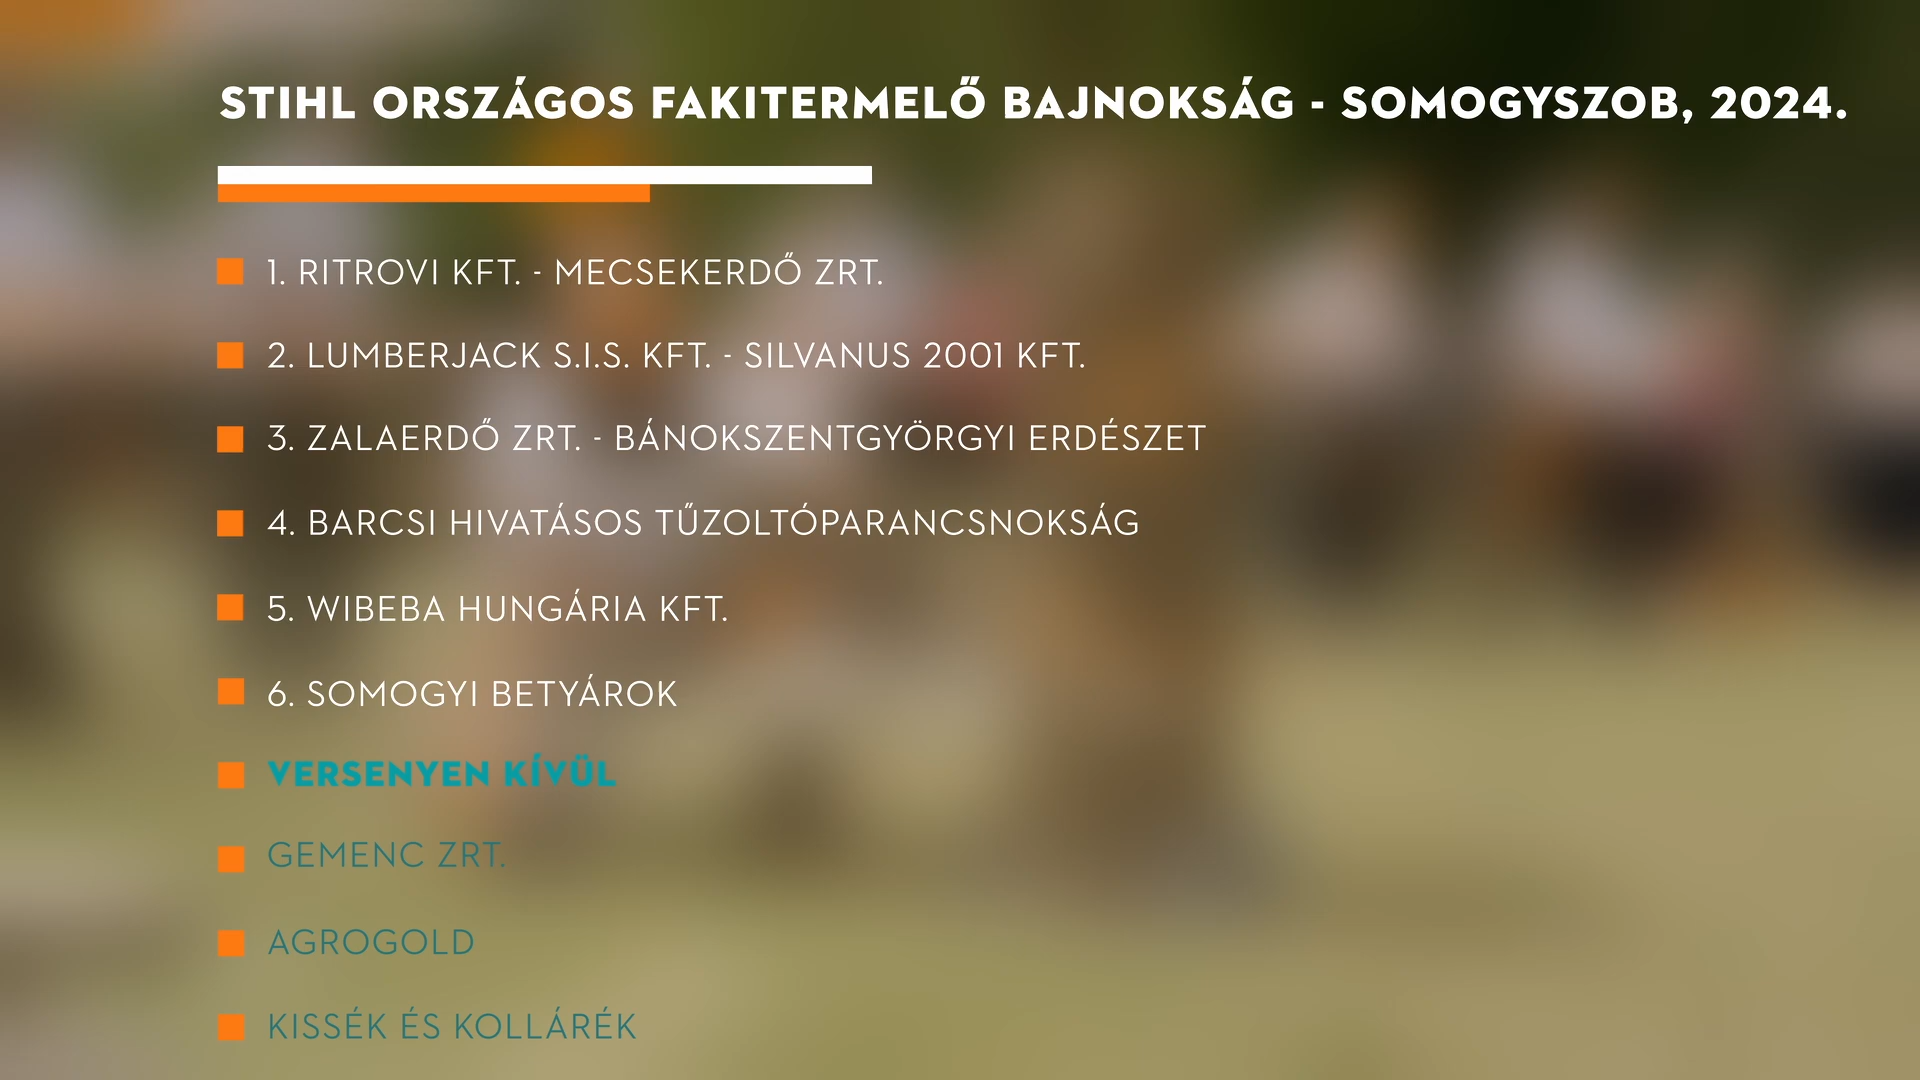 STIHL ORSZÁGOS FAKITERMELŐ BAJNOKSÁG - SOMOGYSZOB, 2024.
1. RITROVI KFT. - MECSEKERDŐ ZRT.
2. LUMBERJACK S.I.S. KFT. - SILVANUS 2001 KFT.
3. ZALAERDŐ ZRT. - BÁNOKSZENTGYÖRGYI ERDÉSZET
4. BARCSI HIVATÁSOS TŰZOLTÓPARANCSNOKSÁG
5. WIBEBA HUNGÁRIA KFT.
6. SOMOGYI BETYÁROK
VERSENYEN KÍVÜL
GEMENC ZRT.
AGROGOLD
KISSÉK ÉS KOLLÁRÉK